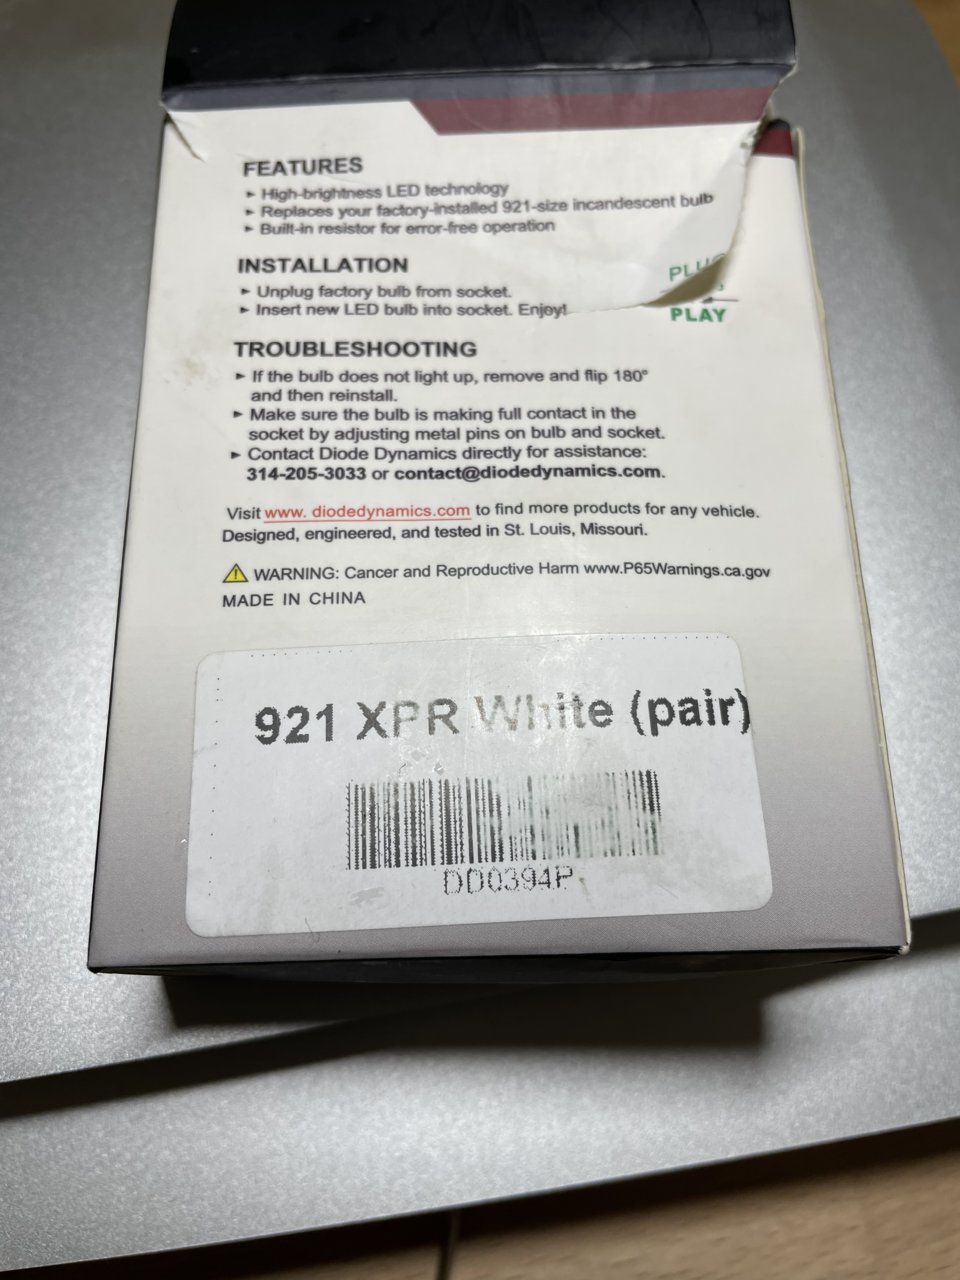 FEATURES
► High-brightness LED technology
► Replaces your factory-installed 921-size incandescent bulb
► Built-in resistor for error-free operation
INSTALLATION
► Unplug factory bulb from socket.
► Insert new LED bulb into socket. Enjoy!
PLUG
PLAY
TROUBLESHOOTING
► If the bulb does not light up, remove and flip 180°
and then reinstall.
► Make sure the bulb is making full contact in the
socket by adjusting metal pins on bulb and socket.
► Contact Diode Dynamics directly for assistance:
314-205-3033 or contact@diodedynamics.com.
Visit www. diodedynamics.com to find more products for any vehicle.
Designed, engineered, and tested in St. Louis, Missouri.
WARNING: Cancer and Reproductive Harm www.P65Warnings.ca.gov
MADE IN CHINA
921 XPR White (pair)
DD0394P